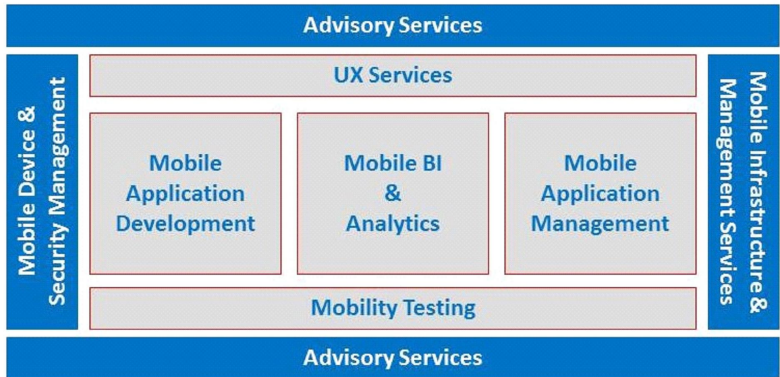 Advisory Services
Mobile Device &
Security Management
UX Services
Mobile
Application
Development
Mobile BI
&
Analytics
Mobile
Application
Management
Mobility Testing
Mobile Infrastructure &
Management Services
Advisory Services